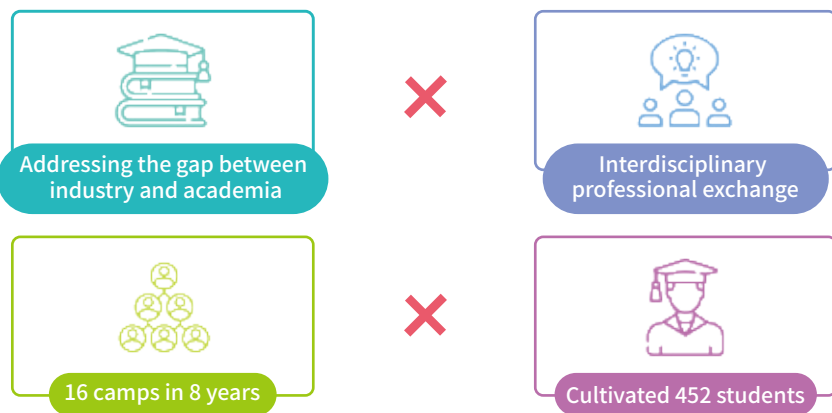 Addressing the gap between
industry and academia
Interdisciplinary
professional exchange
16 camps in 8 years
Cultivated 452 students